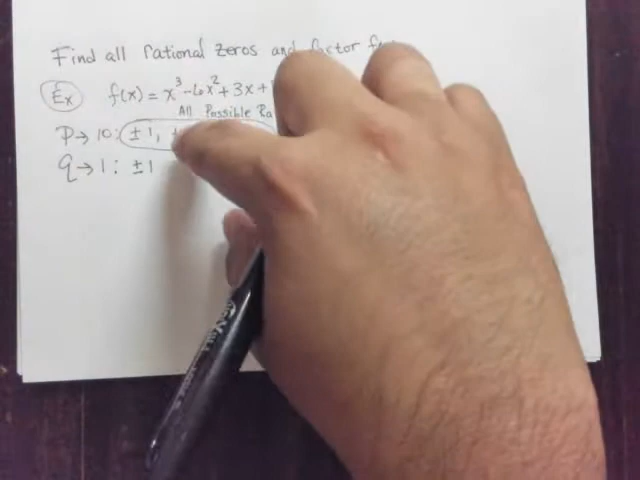 Find all rational zeros and factor
Ex f(x) = x³ - 6x² + 3x +
All Possible Ra
P → 10: ± 1, ±
q → 1: ± 1